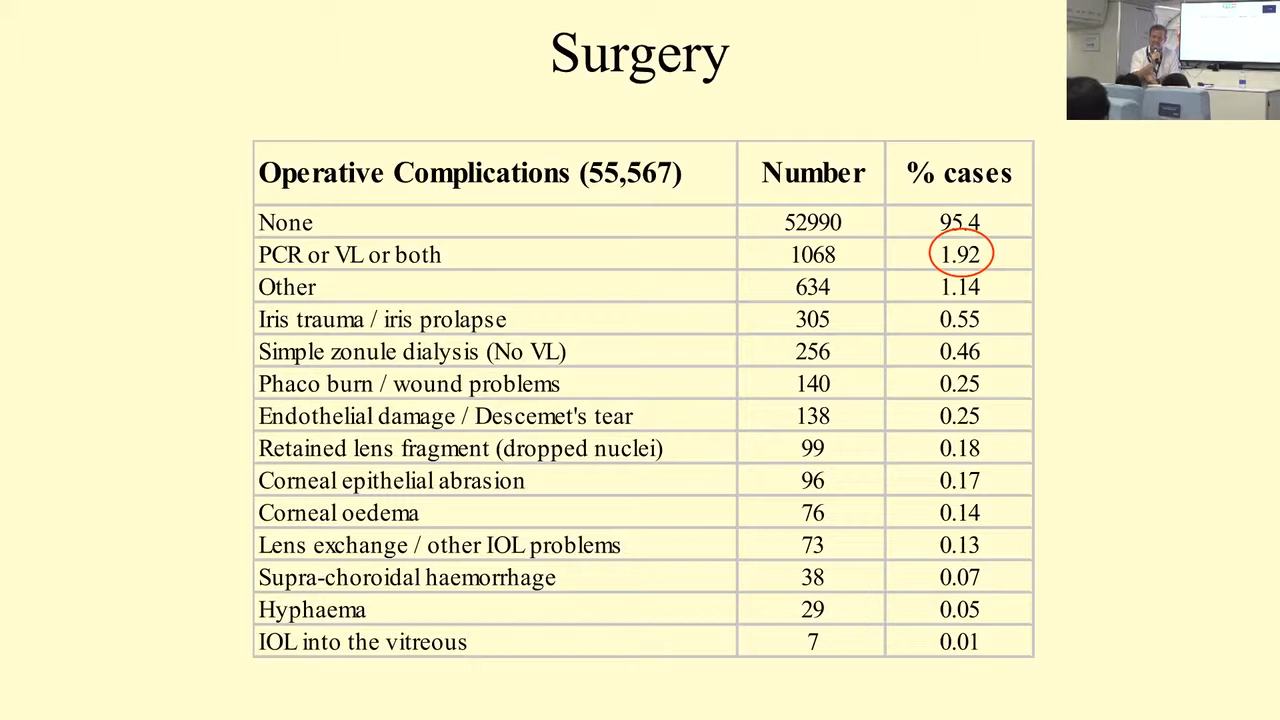 Surgery
Operative Complications (55,567) Number % cases
None 52990 95.4
PCR or VL or both 1068 1.92
Other 634 1.14
Iris trauma / iris prolapse 305 0.55
Simple zonule dialysis (No VL) 256 0.46
Phaco burn / wound problems 140 0.25
Endothelial damage / Descemet's tear 138 0.25
Retained lens fragment (dropped nuclei) 99 0.18
Corneal epithelial abrasion 96 0.17
Corneal oedema 76 0.14
Lens exchange / other IOL problems 73 0.13
Supra-choroidal haemorrhage 38 0.07
Hyphaema 29 0.05
IOL into the vitreous 7 0.01